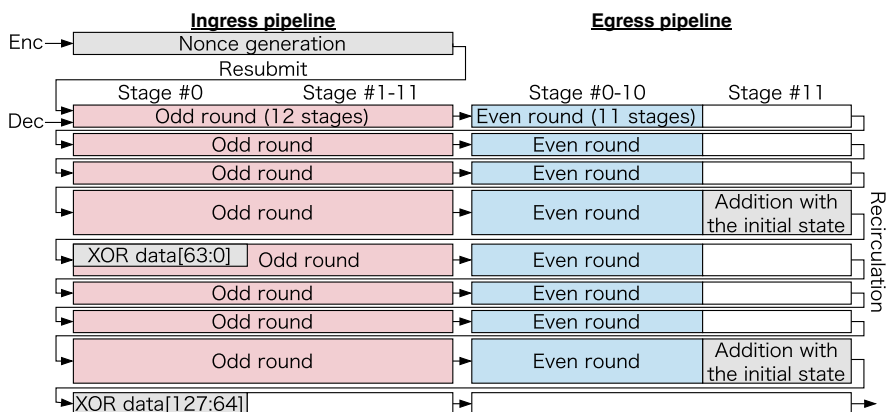 Ingress pipeline
Egress pipeline
Enc
Nonce generation
Resubmit
Stage #0
Stage #1-11
Stage #0-10
Stage #11
Dec
Odd round (12 stages)
Even round (11 stages)
Odd round
Even round
Odd round
Even round
Odd round
Even round
Addition with
the initial state
Recirculation
XOR data[63:0]
Odd round
Even round
Odd round
Even round
Odd round
Even round
Odd round
Even round
Addition with
the initial state
XOR data[127:64]